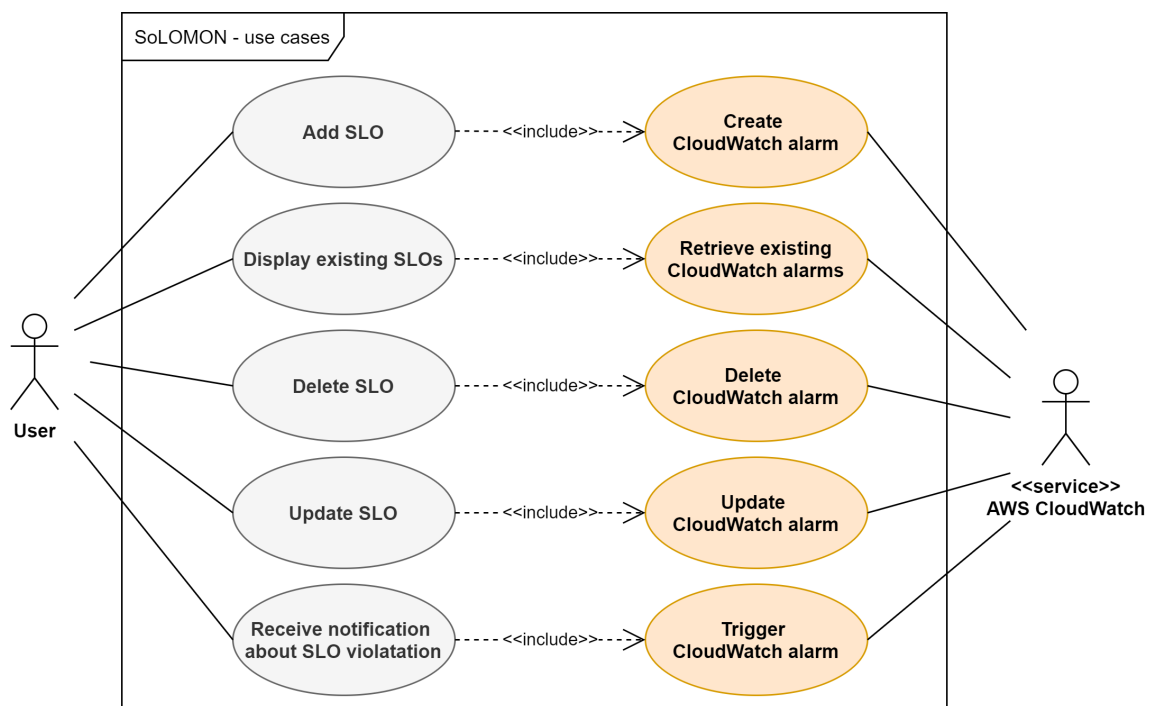 SoLOMON - use cases
Add SLO
<<include>>
Create
CloudWatch alarm
Display existing SLOs
<<include>>
Retrieve existing
CloudWatch alarms
Delete SLO
<<include>>
Delete
CloudWatch alarm
User
<<service>>
AWS CloudWatch
Update SLO
<<include>>
Update
CloudWatch alarm
Receive notification
about SLO violatation
<<include>>
Trigger
CloudWatch alarm